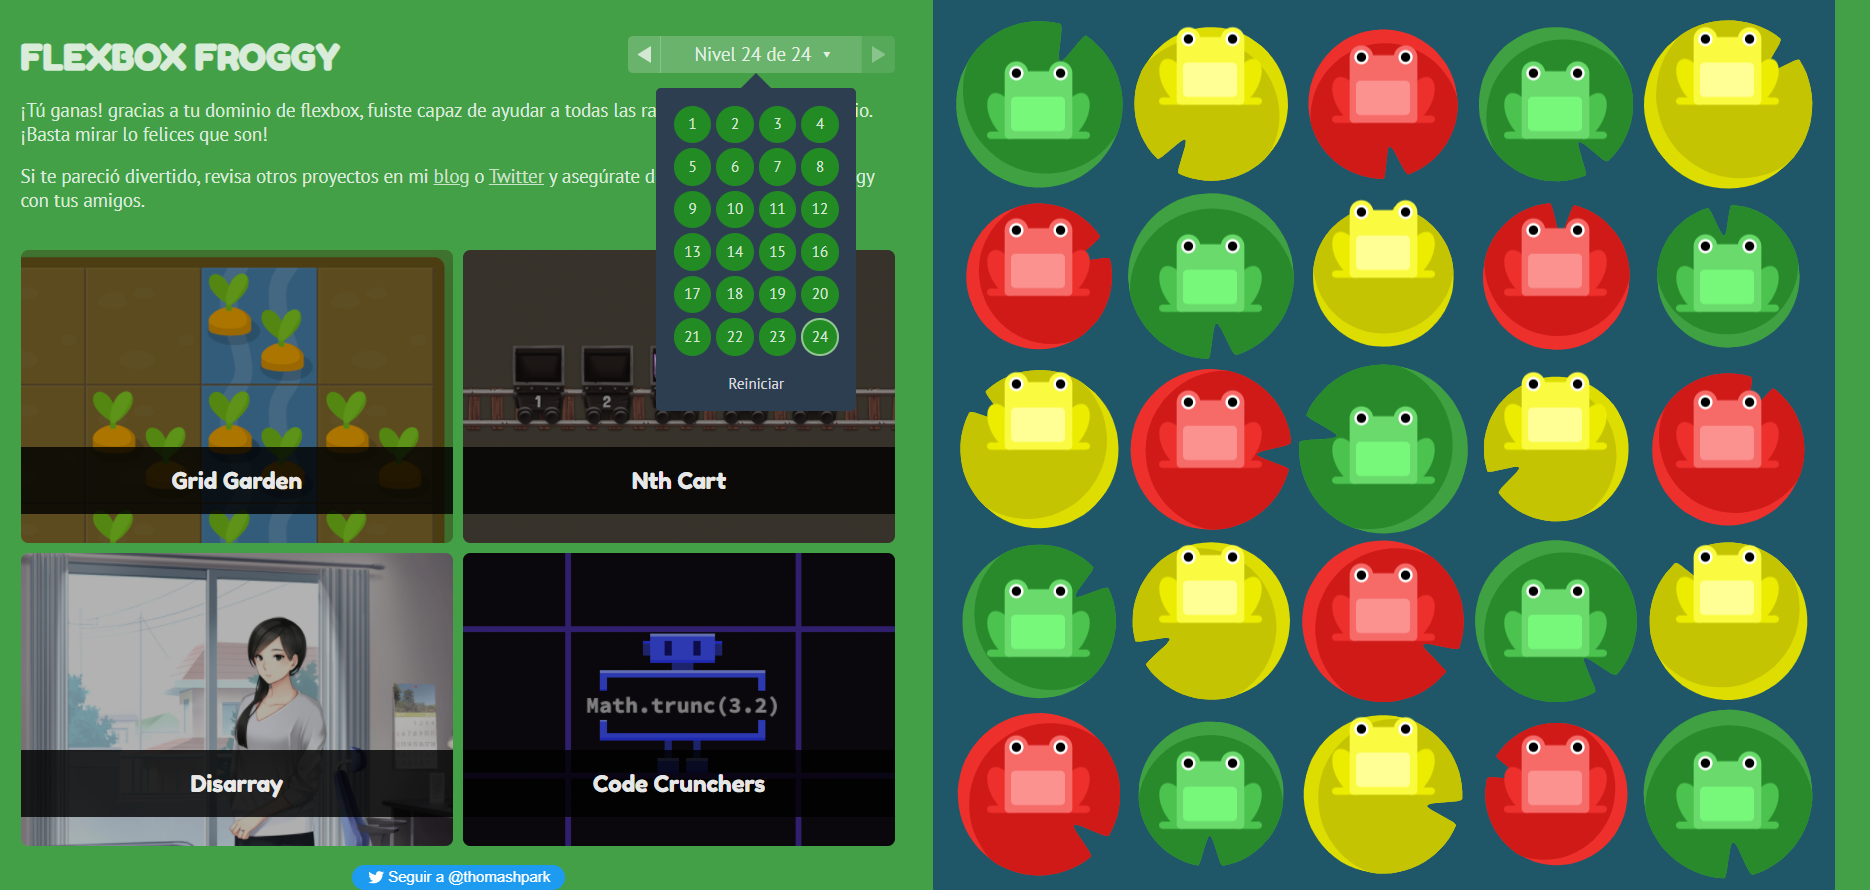 FLEXBOX FROGGY
Nivel 24 de 24
¡Tú ganas! gracias a tu dominio de flexbox, fuiste capaz de ayudar a todas las ra io.
¡Basta mirar lo felices que son!
Si te pareció divertido, revisa otros proyectos en mi blog o Twitter y asegúrate d gy
con tus amigos.
1 2 3 4
5 6 7 8
9 10 11 12
13 14 15 16
17 18 19 20
21 22 23 24
Reiniciar
1 2
Grid Garden
Nth Cart
Math.trunc(3.2)
Disarray
Code Crunchers
Seguir a @thomashpark